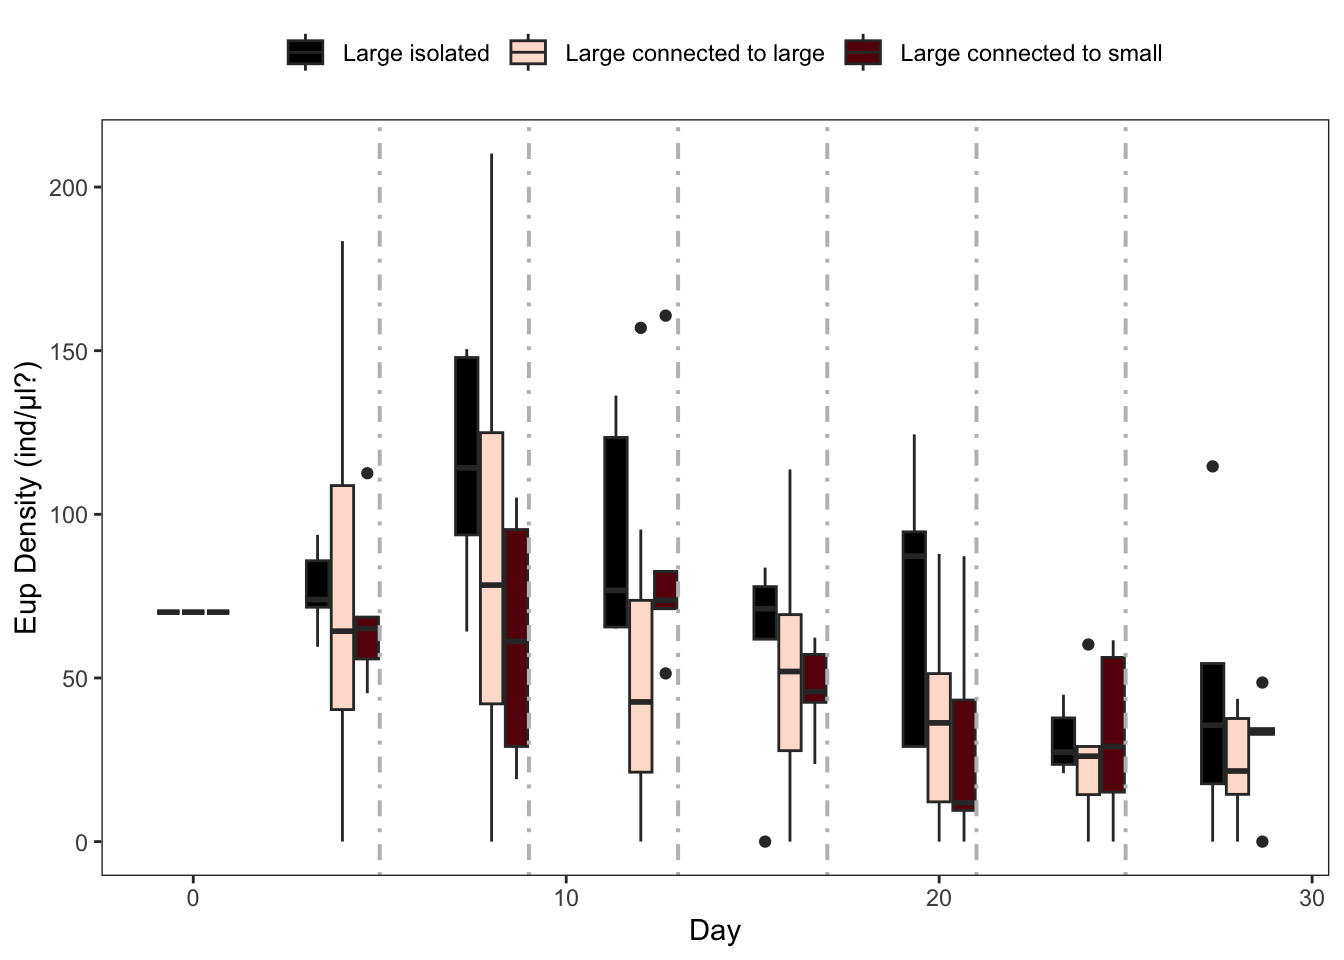 Large isolated Large connected to large Large connected to small
Eup Density (ind/μl?)
200
150
100
50
0
0 10 20 30
Day